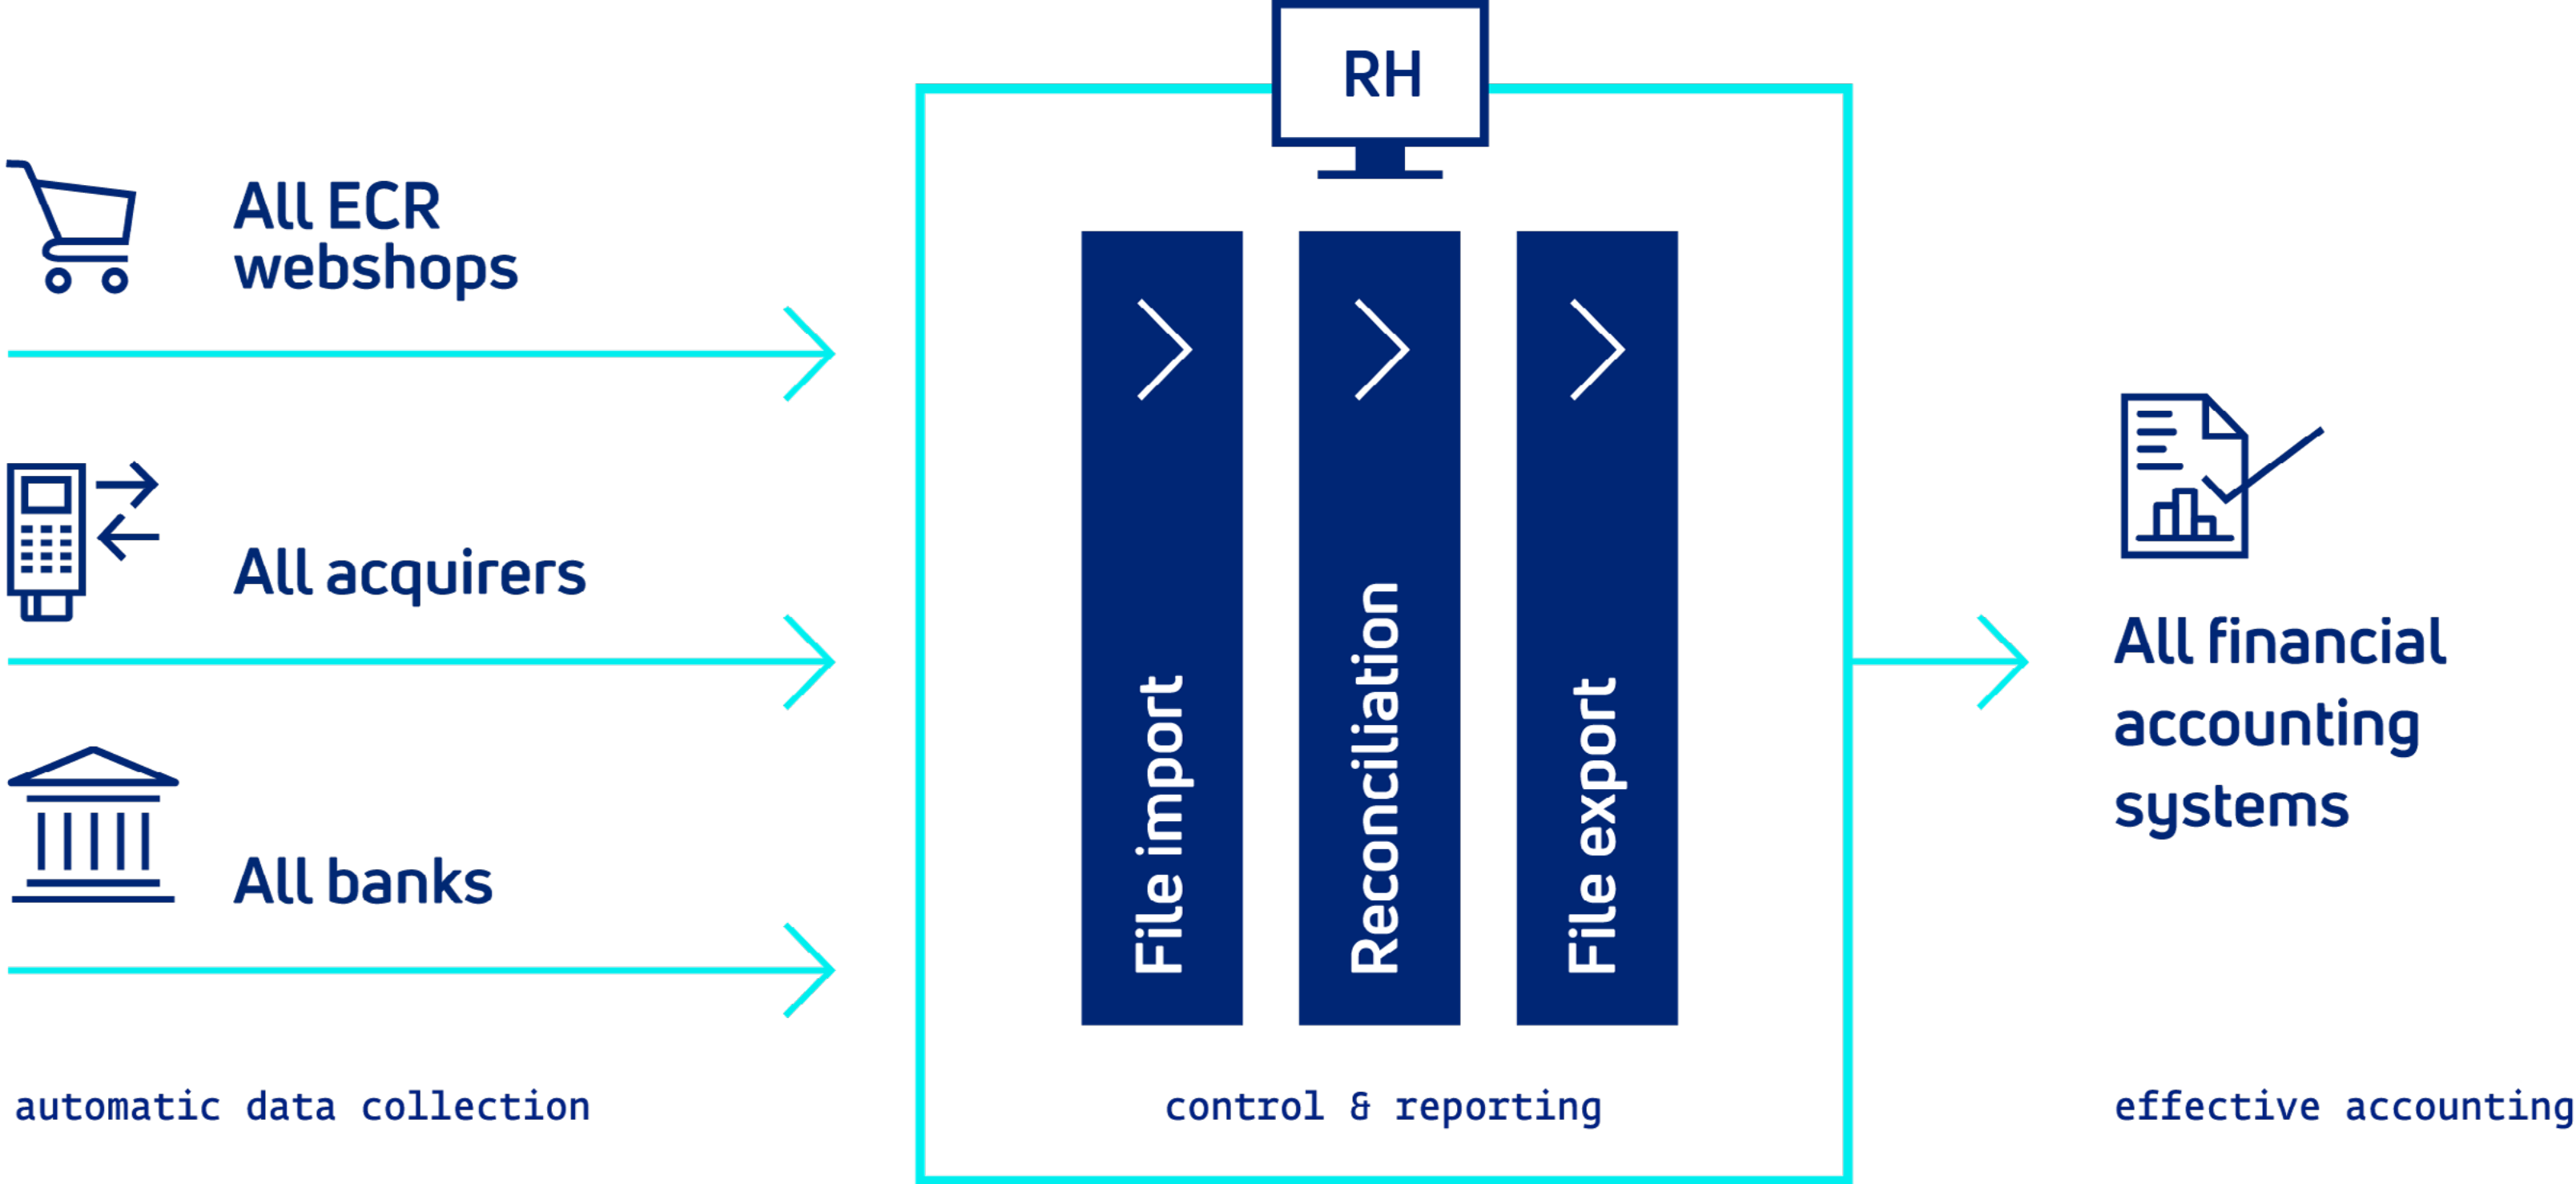 RH
All ECR
webshops
All acquirers
All banks
File import
Reconciliation
File export
All financial
accounting
systems
automatic data collection
control & reporting
effective accounting